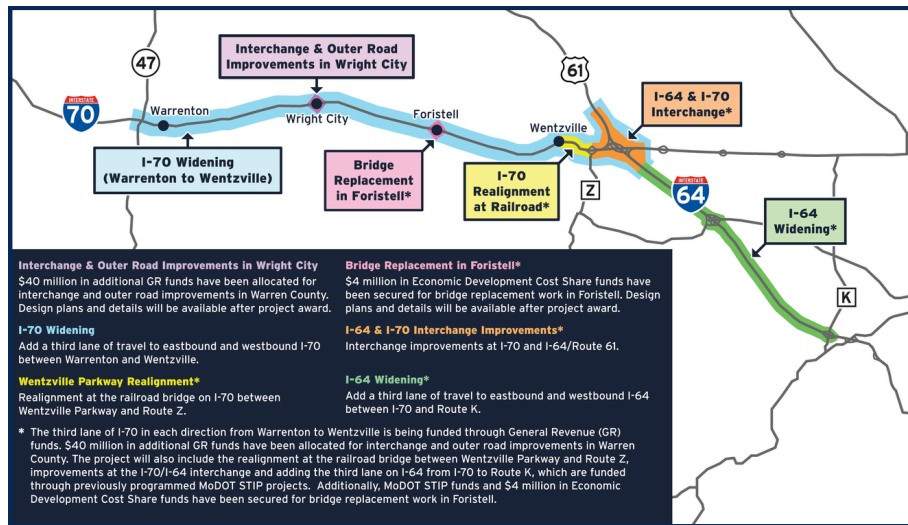 Interchange & Outer Road
Improvements in Wright City
47
61
INTERSTATE
70
Warrenton
Wright City
Foristell
Wentzville
I-64 & I-70
Interchange*
I-70 Widening
(Warrenton to Wentzville)
Bridge
Replacement
in Foristell*
I-70
Realignment
at Railroad*
Z
INTERSTATE
64
I-64
Widening*
K
Interchange & Outer Road Improvements in Wright City
$40 million in additional GR funds have been allocated for
interchange and outer road improvements in Warren County.
Design plans and details will be available after project award.
I-70 Widening
Add a third lane of travel to eastbound and westbound I-70
between Warrenton and Wentzville.
Wentzville Parkway Realignment*
Realignment at the railroad bridge on I-70 between
Wentzville Parkway and Route Z.
Bridge Replacement in Foristell*
$4 million in Economic Development Cost Share funds have
been secured for bridge replacement work in Foristell. Design
plans and details will be available after project award.
I-64 & I-70 Interchange Improvements*
Interchange improvements at I-70 and I-64/Route 61.
I-64 Widening*
Add a third lane of travel to eastbound and westbound I-64
between I-70 and Route K.
* The third lane of I-70 in each direction from Warrenton to Wentzville is being funded through General Revenue (GR)
funds. $40 million in additional GR funds have been allocated for interchange and outer road improvements in Warren
County. The project will also include the realignment at the railroad bridge between Wentzville Parkway and Route Z,
improvements at the I-70/I-64 interchange and adding the third lane on I-64 from I-70 to Route K, which are funded
through previously programmed MoDOT STIP projects. Additionally, MoDOT STIP funds and $4 million in Economic
Development Cost Share funds have been secured for bridge replacement work in Foristell.